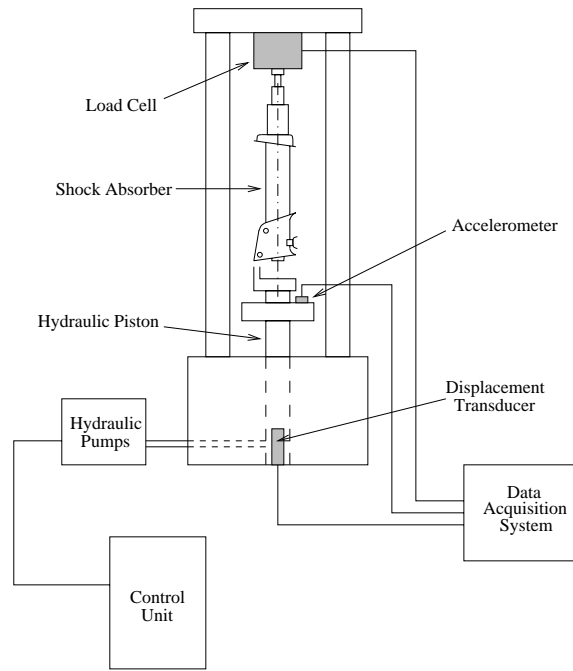 Load Cell
Shock Absorber
Accelerometer
Hydraulic Piston
Displacement
Transducer
Hydraulic
Pumps
Data
Acquisition
System
Control
Unit